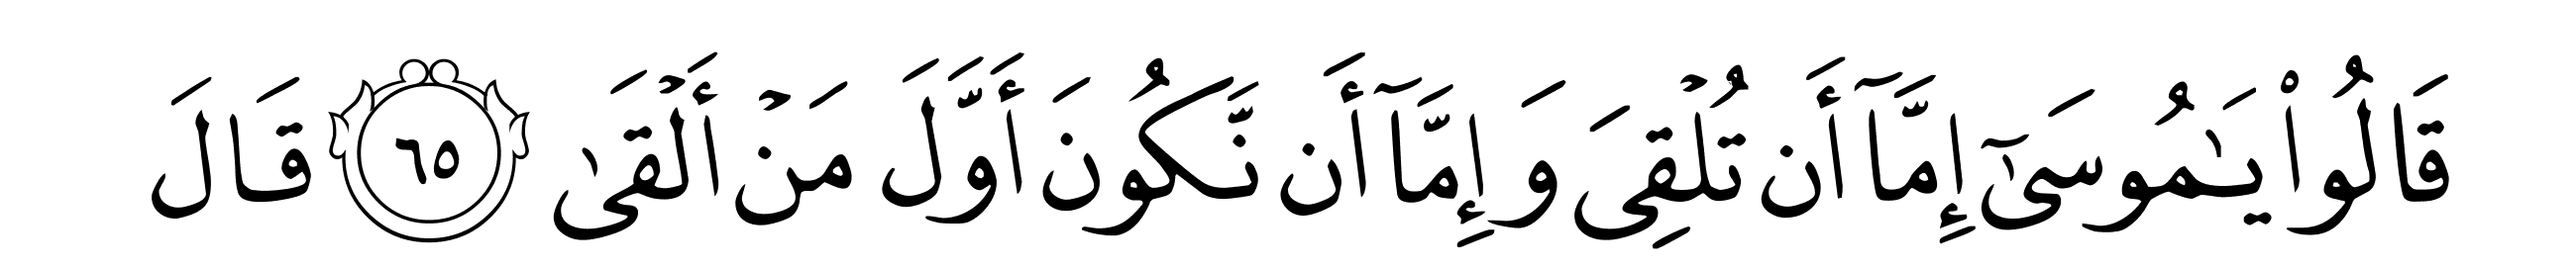 قَالُوا۟ يَـٰمُوسَىٰٓ إِمَّآ أَن تُلْقِىَ وَإِمَّآ أَن نَّكُونَ أَوَّلَ مَنْ أَلْقَىٰ ٦٥ قَالَ